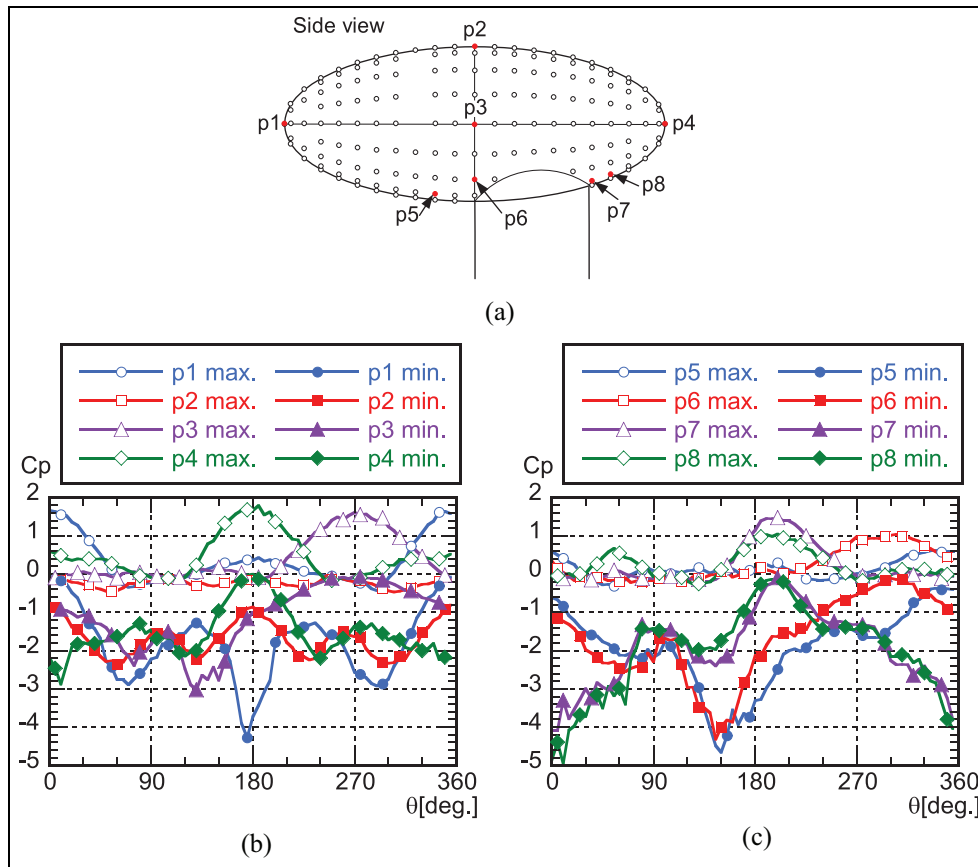 Side view
p2
p3
p1
p4
p8
p5
p6
p7
(a)
p1 max.
p1 min.
p2 max.
p2 min.
p3 max.
p3 min.
p4 max.
p4 min.
Cp
2
1
0
-1
-2
-3
-4
-5
0
90
180
270
360
θ[deg.]
(b)
p5 max.
p5 min.
p6 max.
p6 min.
p7 max.
p7 min.
p8 max.
p8 min.
Cp
2
1
0
-1
-2
-3
-4
-5
0
90
180
270
360
θ[deg.]
(c)